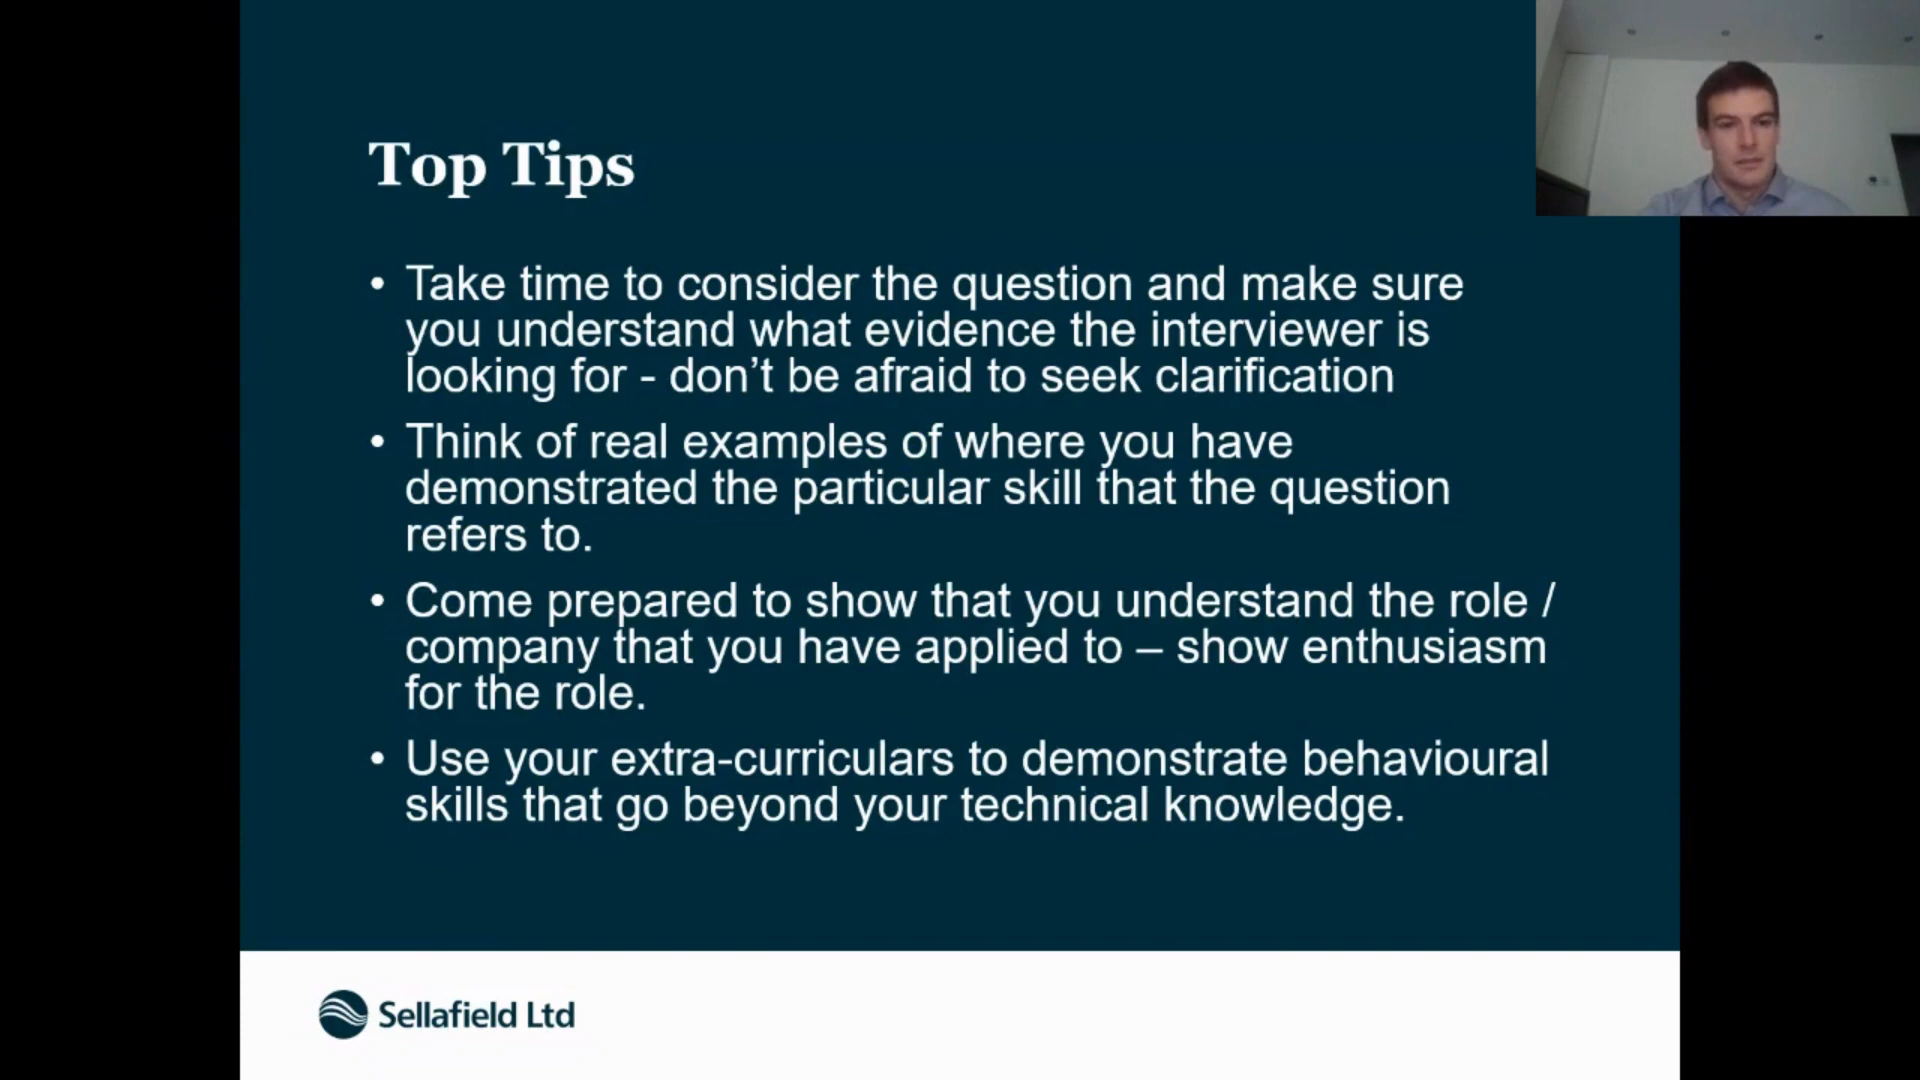 Top Tips
• Take time to consider the question and make sure
you understand what evidence the interviewer is
looking for - don’t be afraid to seek clarification
• Think of real examples of where you have
demonstrated the particular skill that the question
refers to.
• Come prepared to show that you understand the role /
company that you have applied to – show enthusiasm
for the role.
• Use your extra-curriculars to demonstrate behavioural
skills that go beyond your technical knowledge.
Sellafield Ltd